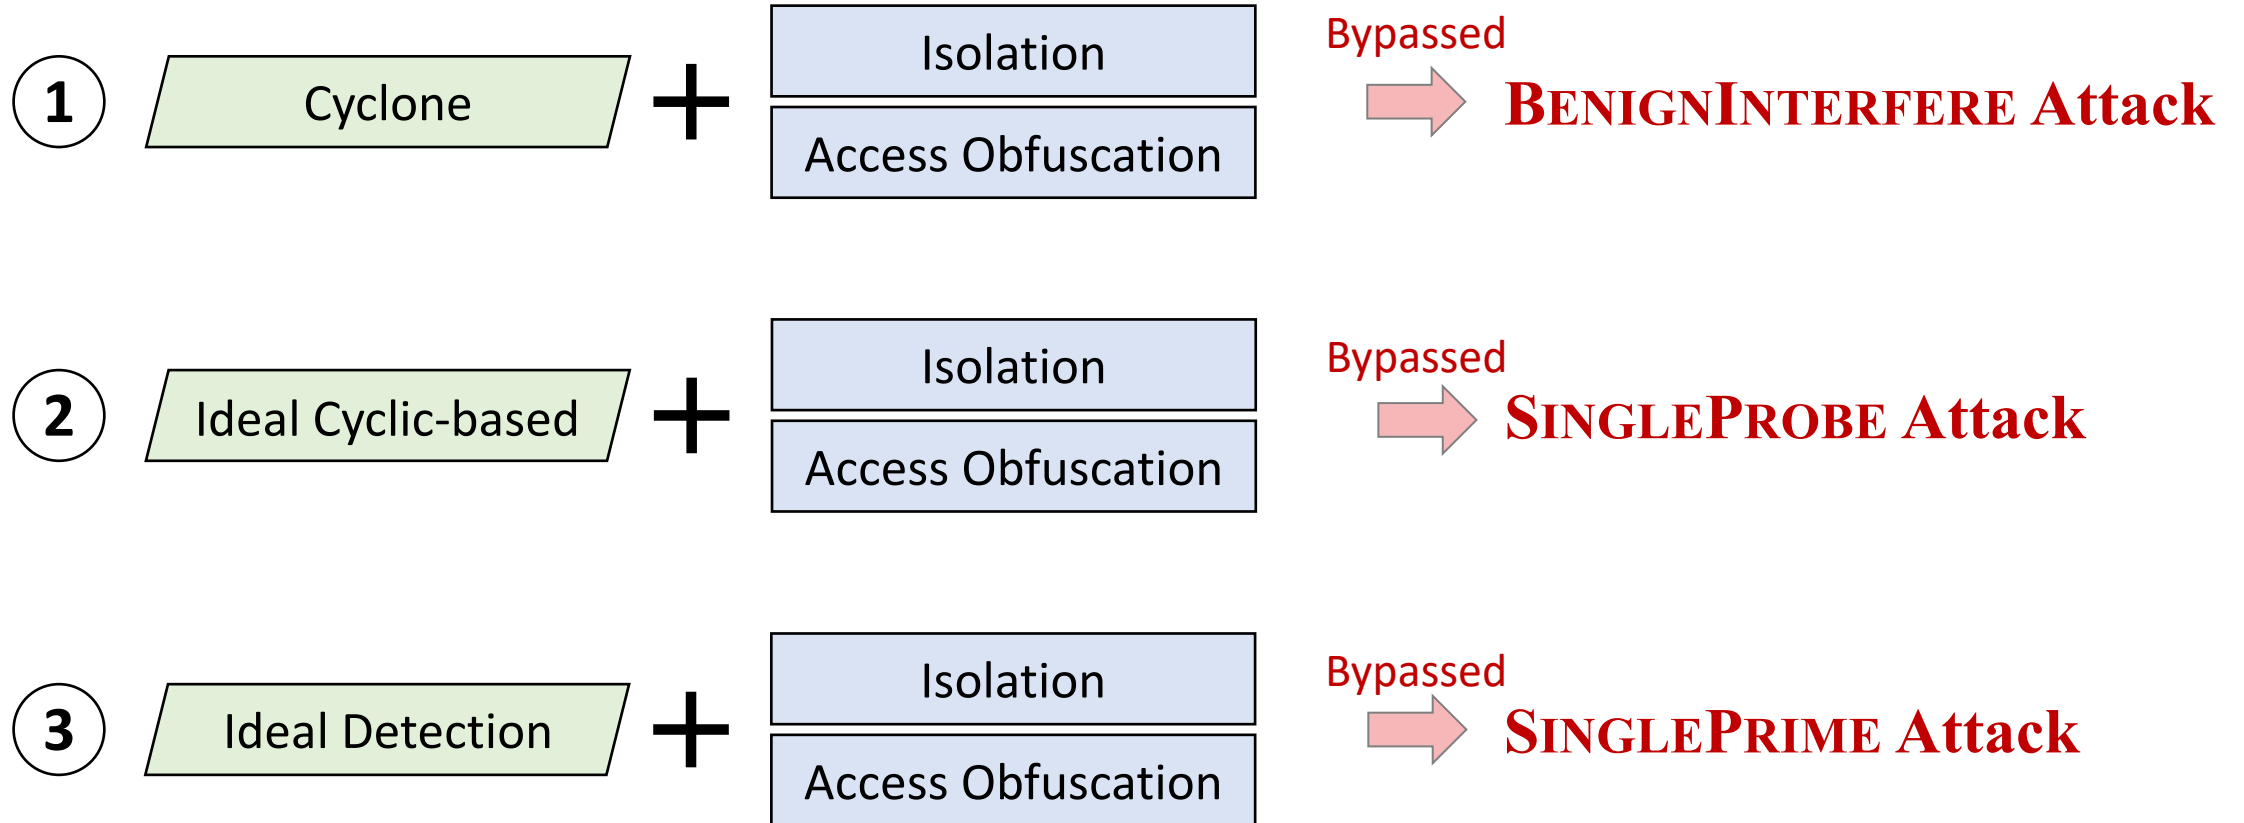 1
Cyclone
+
Isolation
Access Obfuscation
Bypassed
BENIGNINTERFERE Attack
2
Ideal Cyclic-based
+
Isolation
Access Obfuscation
Bypassed
SINGLEPROBE Attack
3
Ideal Detection
+
Isolation
Access Obfuscation
Bypassed
SINGLEPRIME Attack